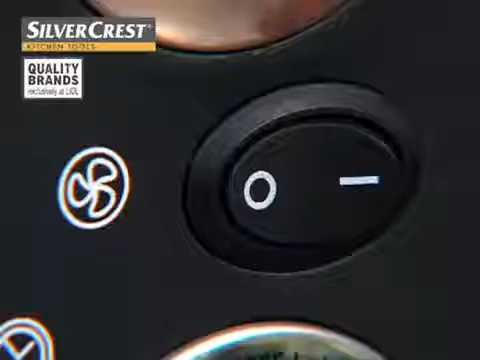 SILVERCREST
KITCHEN TOOLS
QUALITY
BRANDS
exclusively at LIDL
O